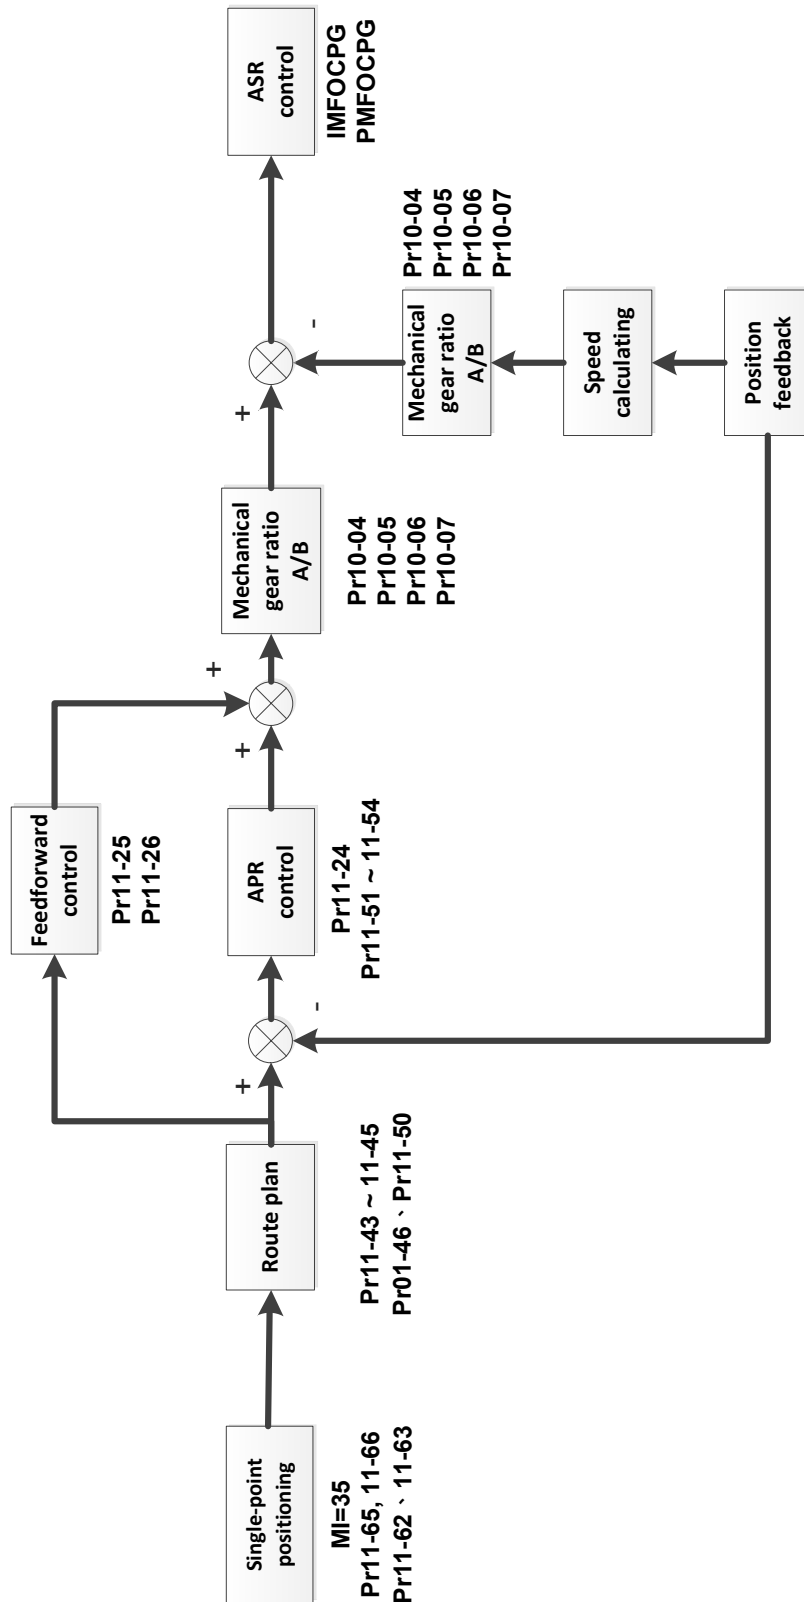 Single-point
positioning
MI=35
Pr11-65, 11-66
Pr11-62、11-63
Route plan
Pr11-43 ~ 11-45
Pr01-46、Pr11-50
+
-
Feedforward
control
Pr11-25
Pr11-26
APR
control
Pr11-24
Pr11-51 ~ 11-54
+
+
Mechanical
gear ratio
A/B
Pr10-04
Pr10-05
Pr10-06
Pr10-07
+
-
ASR
control
IMFOCPG
PMFOCPG
Mechanical
gear ratio
A/B
Pr10-04
Pr10-05
Pr10-06
Pr10-07
Speed
calculating
Position
feedback